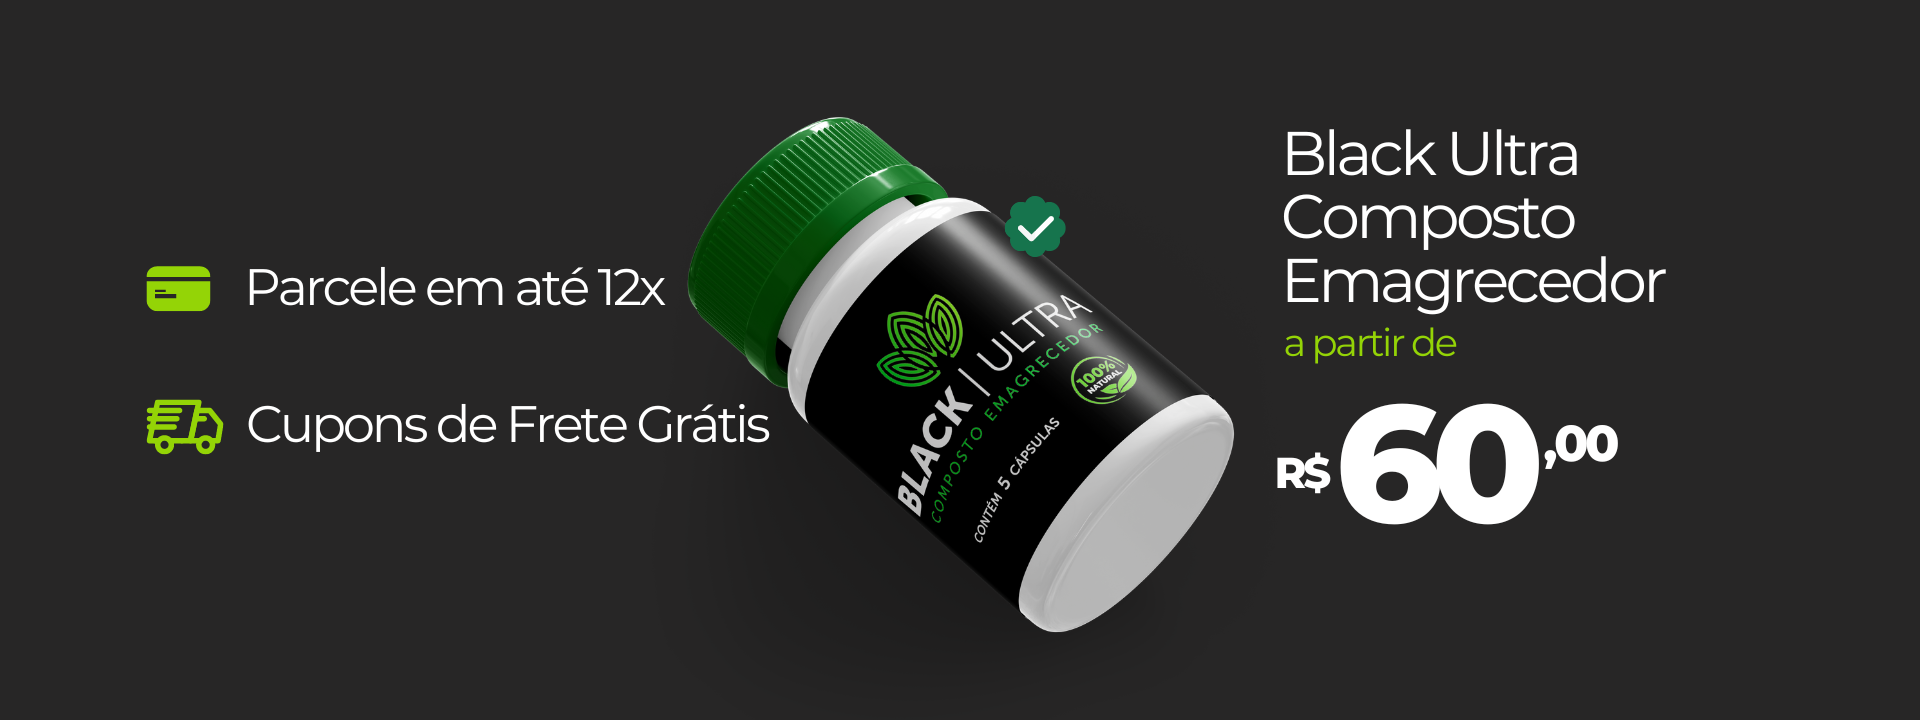 Parcele em até 12x
Cupons de Frete Grátis
BLACK | ULTRA
COMPOSTO EMAGRECEDOR
CONTÉM 5 CÁPSULAS
100%
NATURAL
Black Ultra
Composto
Emagrecedor
a partir de
R$ 60,00